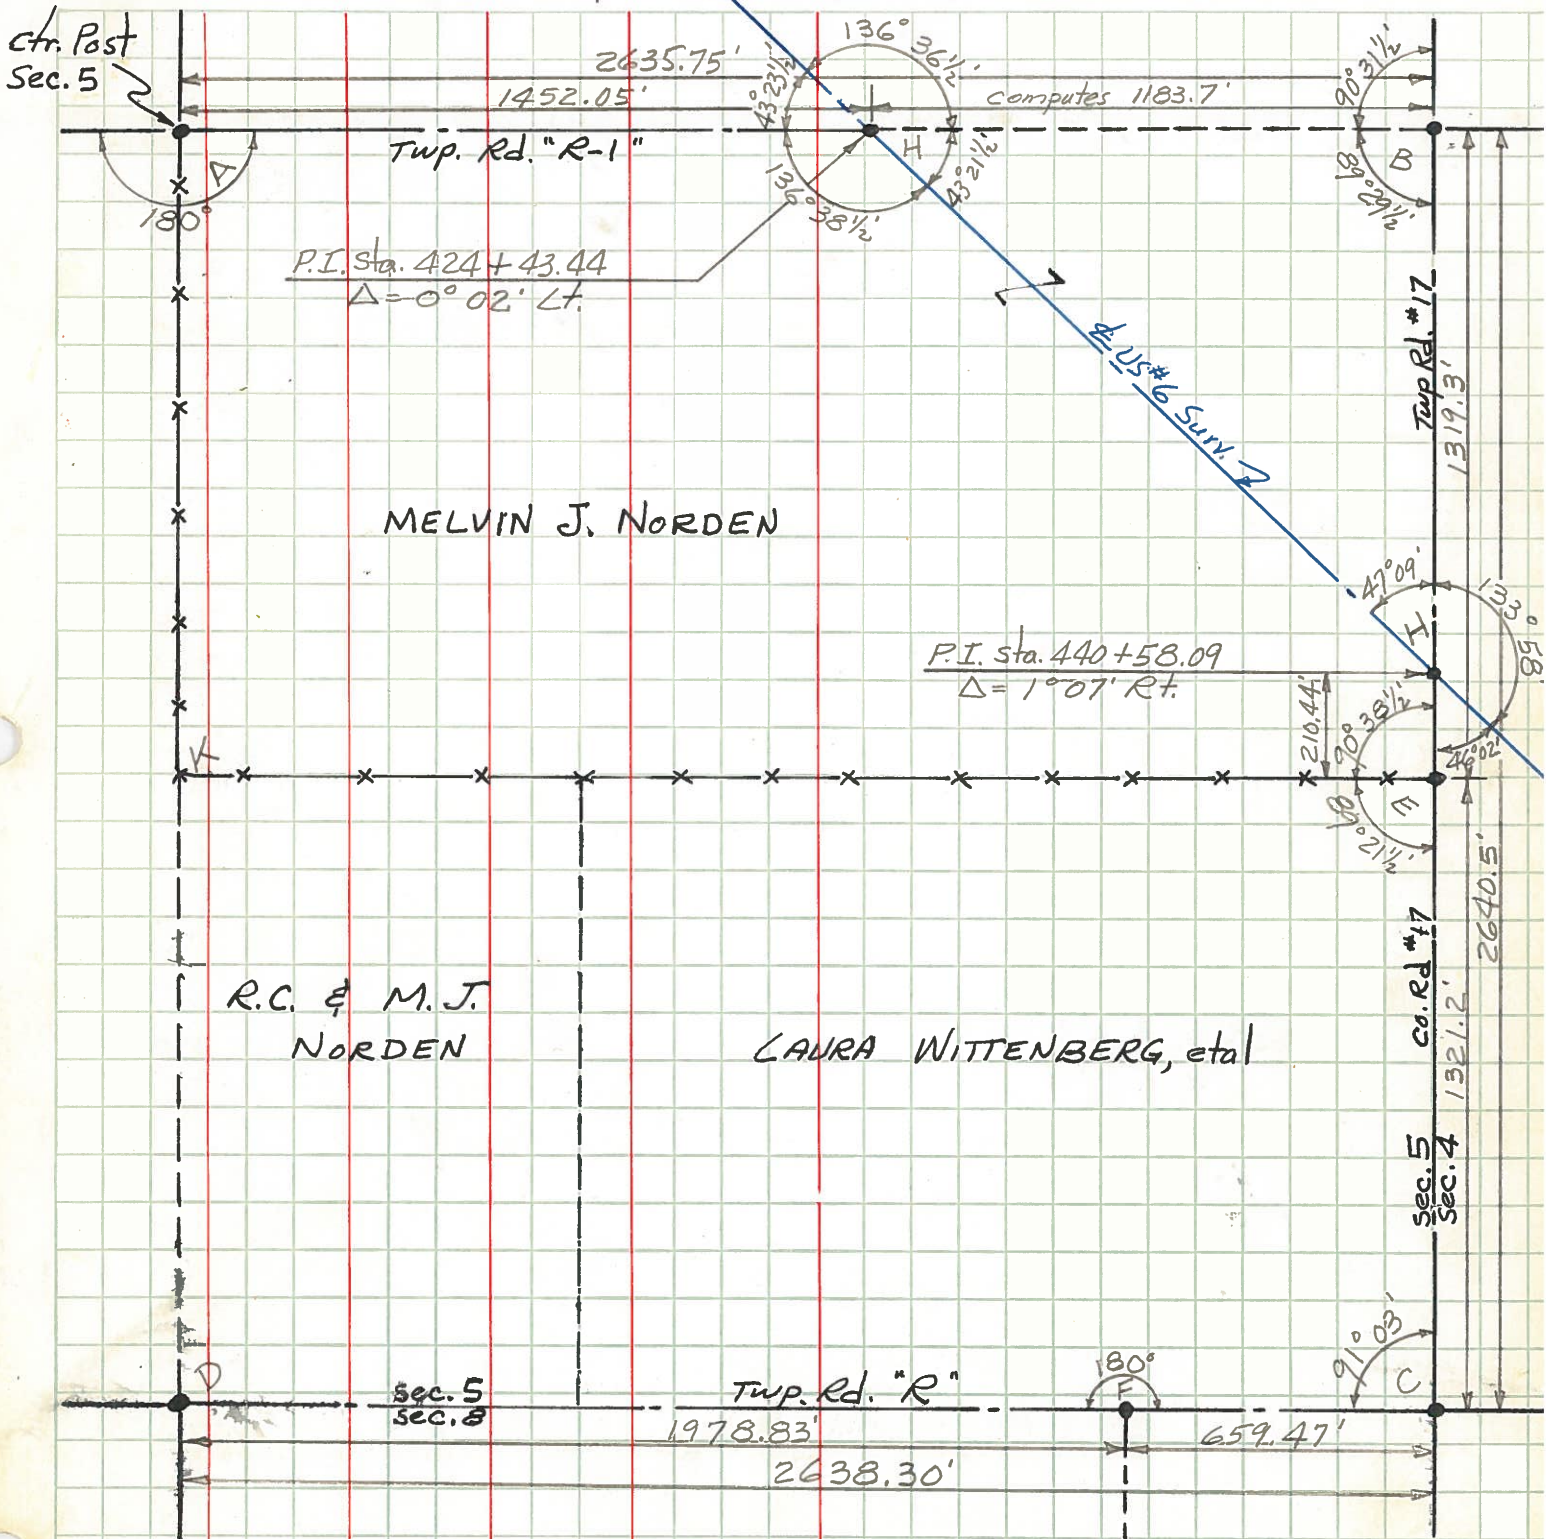 Ctr. Post
Sec. 5
2635.75'
1452.05'
computes 1183.7'
136° 36½'
43° 23½'
90° 31½'
Twp. Rd. "R-1"
H
B
A
180°
136° 38½'
43° 21½'
89° 29½'
P.I. Sta. 424 + 43.44
Δ = 0° 02' Lt.
Twp Rd. #17
1319.3'
℄ US #6 Surv.
MELVIN J. NORDEN
47° 09'
133° 58'
I
P.I. sta. 440 + 58.09
Δ = 1° 07' Rt.
210.44'
90° 38½'
46° 02'
K
E
2640.5'
Co. Rd #17
1321.2'
R.C. & M.J.
NORDEN
LAURA WITTENBERG, etal
Sec. 5
Sec. 4
91° 03'
C
D
180°
F
Sec. 5
Sec. 8
Twp. Rd. "R"
1978.83'
659.47'
2638.30'